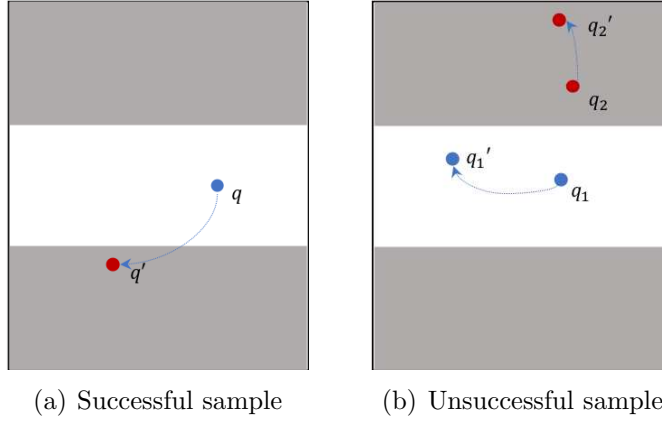 q
q′
q₂′
q₂
q₁′
q₁
(a) Successful sample
(b) Unsuccessful sample